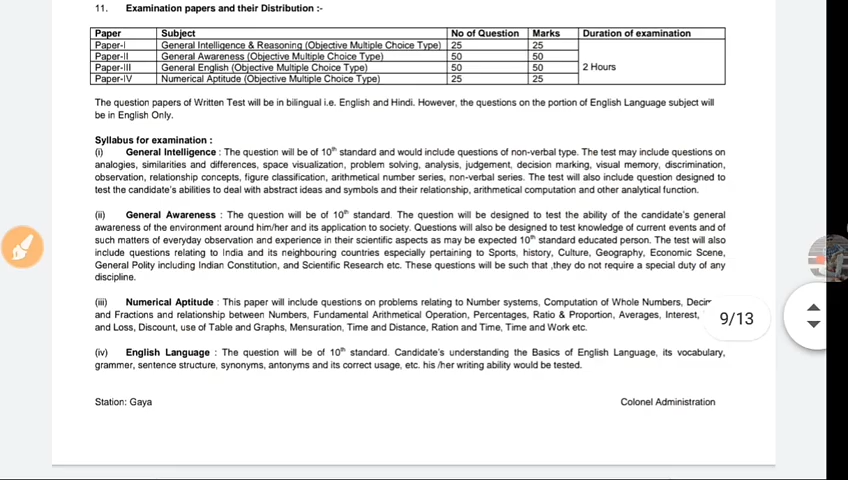 11. Examination papers and their Distribution :-
Paper Subject No of Question Marks Duration of examination
Paper-I General Intelligence & Reasoning (Objective Multiple Choice Type) 25 25
Paper-II General Awareness (Objective Multiple Choice Type) 50 50
Paper-III General English (Objective Multiple Choice Type) 50 50 2 Hours
Paper-IV Numerical Aptitude (Objective Multiple Choice Type) 25 25
The question papers of Written Test will be in bilingual i.e. English and Hindi. However, the questions on the portion of English Language subject will
be in English Only.
Syllabus for examination :
(i) General Intelligence : The question will be of 10th standard and would include questions of non-verbal type. The test may include questions on
analogies, similarities and differences, space visualization, problem solving, analysis, judgement, decision marking, visual memory, discrimination,
observation, relationship concepts, figure classification, arithmetical number series, non-verbal series. The test will also include question designed to
test the candidate's abilities to deal with abstract ideas and symbols and their relationship, arithmetical computation and other analytical function.
(ii) General Awareness : The question will be of 10th standard. The question will be designed to test the ability of the candidate's general
awareness of the environment around him/her and its application to society. Questions will also be designed to test knowledge of current events and of
such matters of everyday observation and experience in their scientific aspects as may be expected 10th standard educated person. The test will also
include questions relating to India and its neighbouring countries especially pertaining to Sports, history, Culture, Geography, Economic Scene,
General Polity including Indian Constitution, and Scientific Research etc. These questions will be such that ,they do not require a special duty of any
discipline.
(iii) Numerical Aptitude : This paper will include questions on problems relating to Number systems, Computation of Whole Numbers,
and Fractions and relationship between Numbers, Fundamental Arithmetical Operation, Percentages, Ratio & Proportion, Averages, Interest,
and Loss, Discount, use of Table and Graphs, Mensuration, Time and Distance, Ration and Time, Time and Work etc.
9/13
(iv) English Language : The question will be of 10th standard. Candidate's understanding the Basics of English Language, its vocabulary,
grammer, sentence structure, synonyms, antonyms and its correct usage, etc. his /her writing ability would be tested.
Station: Gaya Colonel Administration